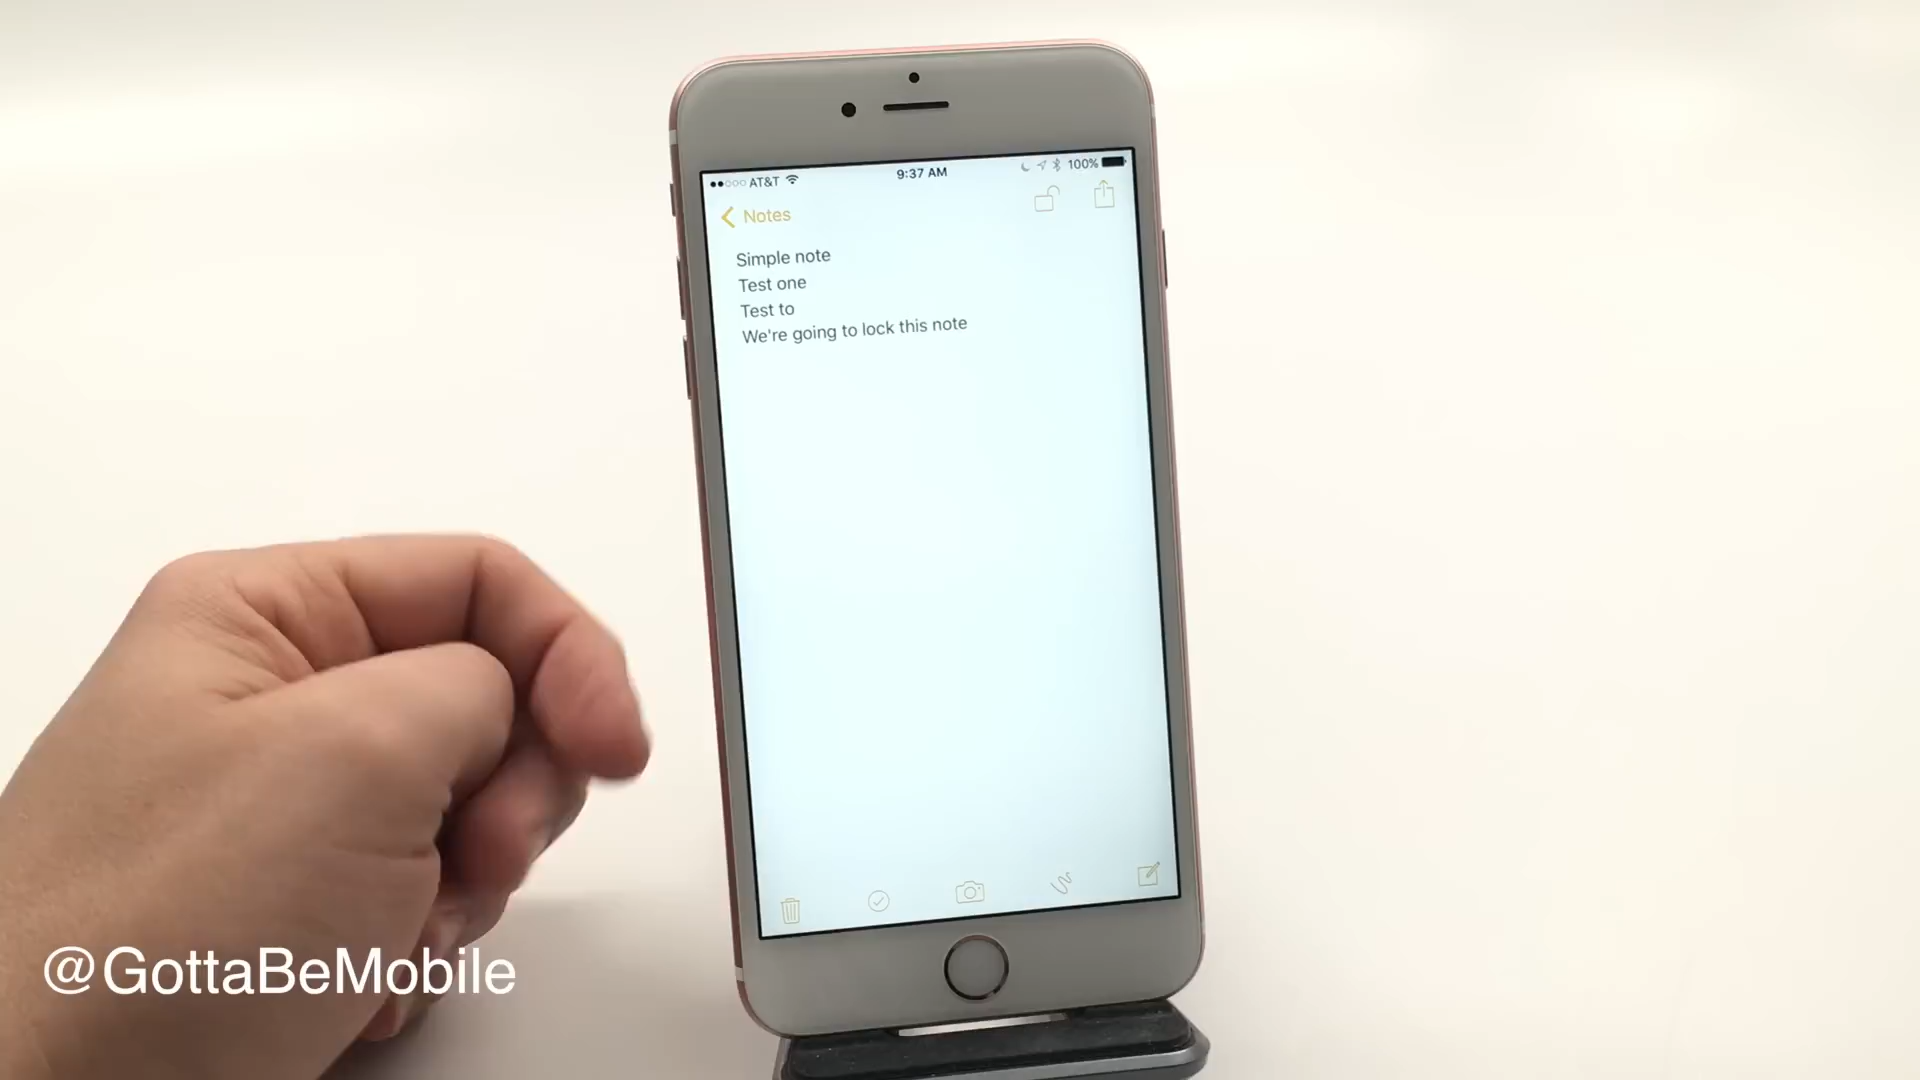 ●●○○○ AT&T
9:37 AM
100%
Notes
Simple note
Test one
Test to
We're going to lock this note
@GottaBeMobile